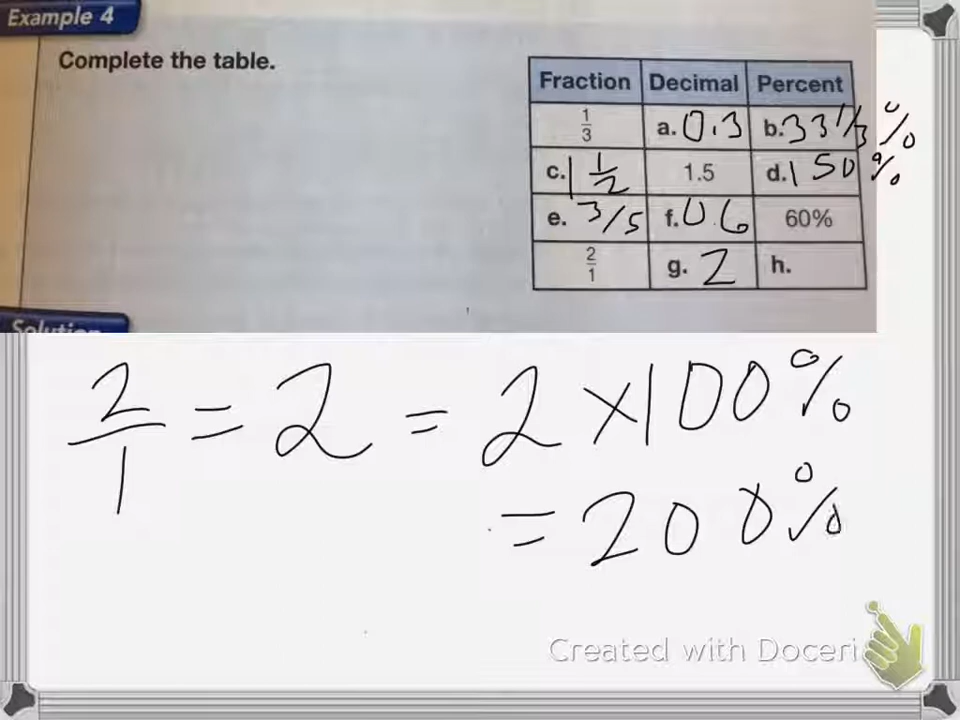 Example 4
Complete the table.
Fraction Decimal Percent
1/3 a. 0.3 b. 33 1/3 %
c. 1 1/2 1.5 d. 150%
e. 3/5 f. 0.6 60%
2/1 g. 2 h.
Solution
2/1 = 2 = 2 × 100%
= 200%
Created with Doceri